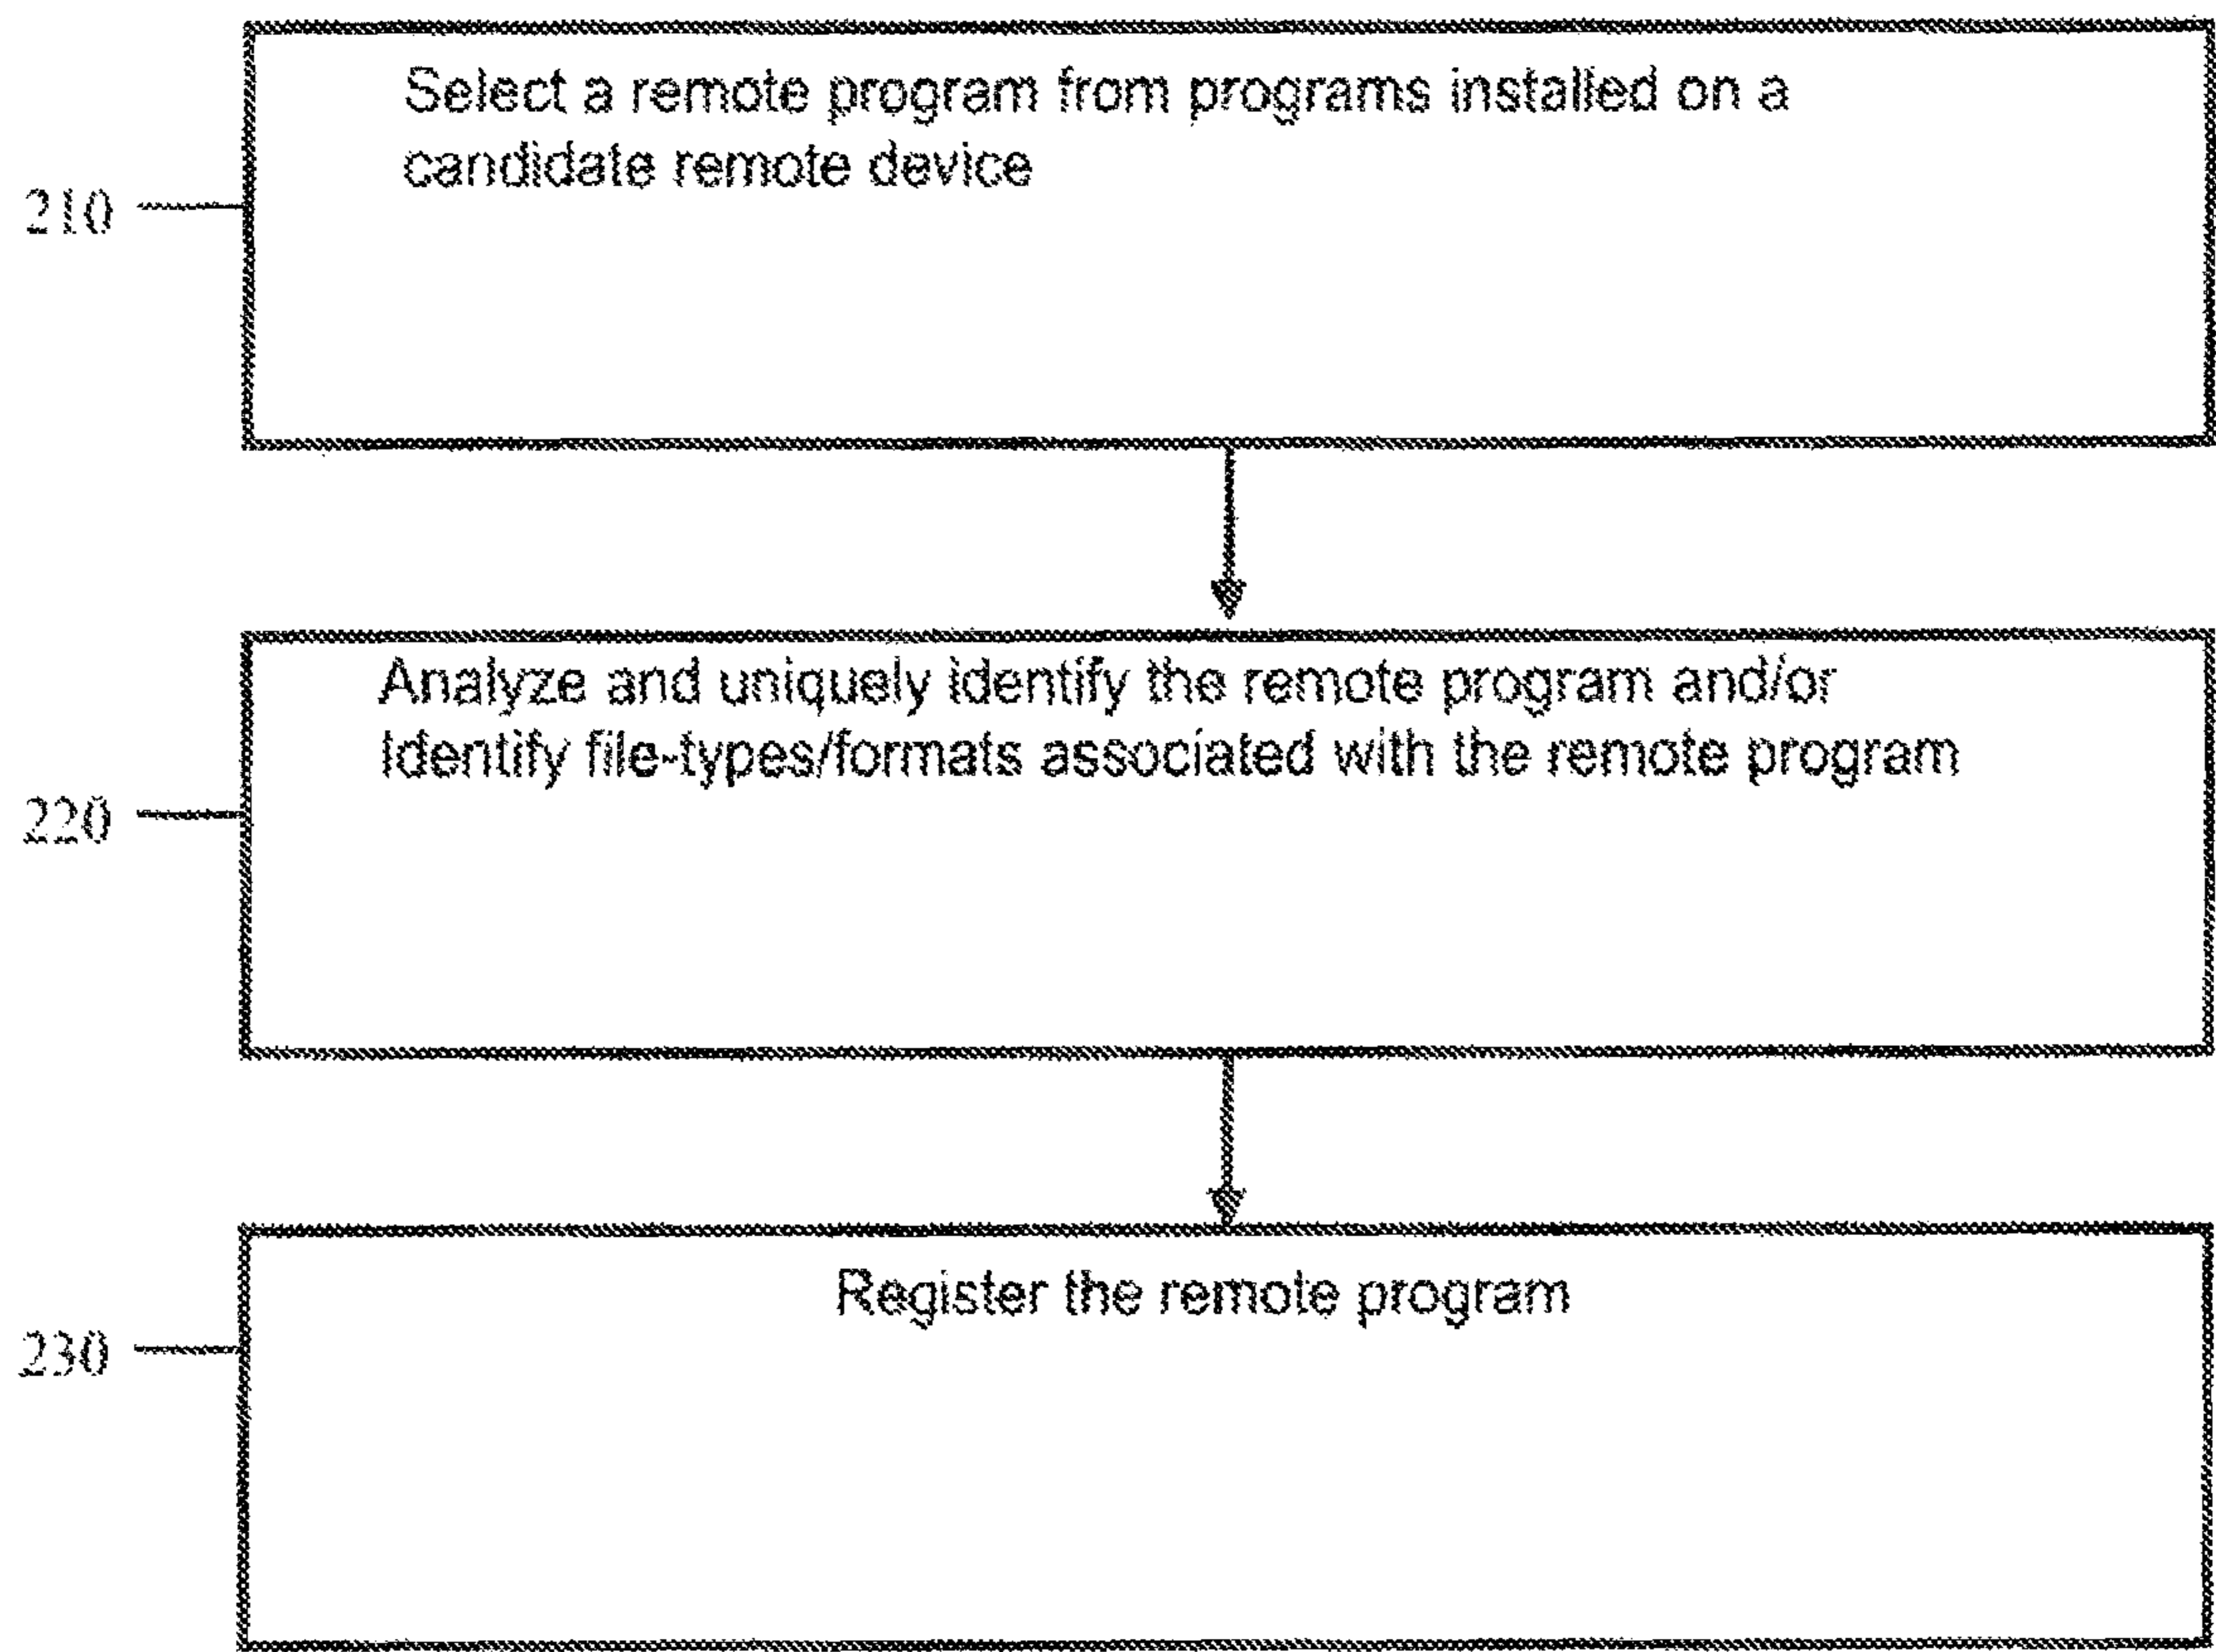 Select a remote program from programs installed on a
candidate remote device
210
Analyze and uniquely identify the remote program and/or
Identify file-types/formats associated with the remote program
220
Register the remote program
230